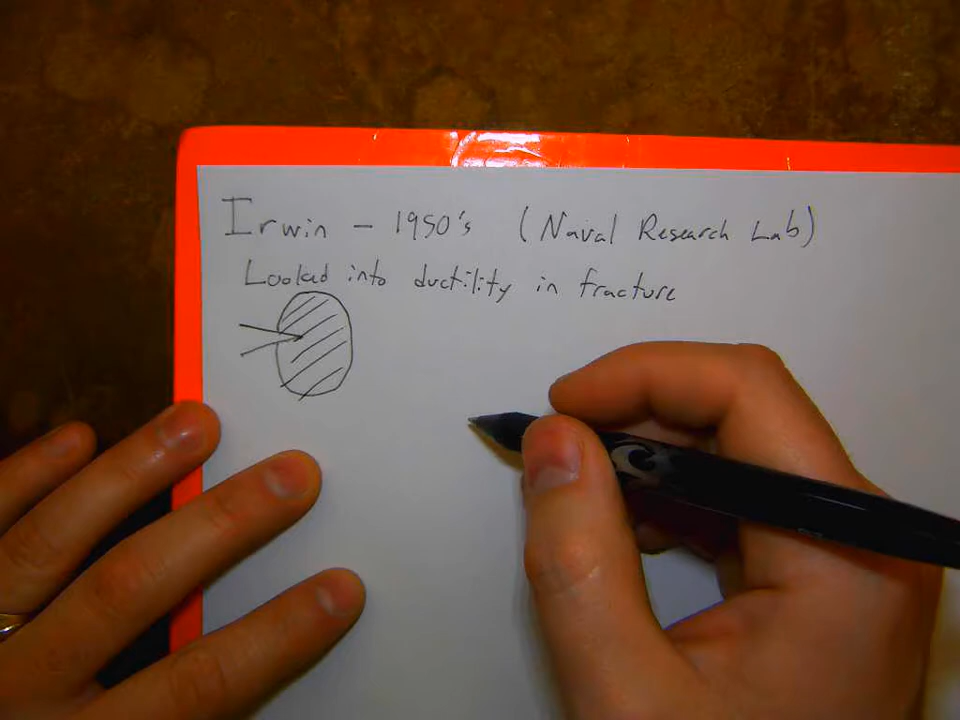 Irwin - 1950's (Naval Research Lab)
Looked into ductility in fracture